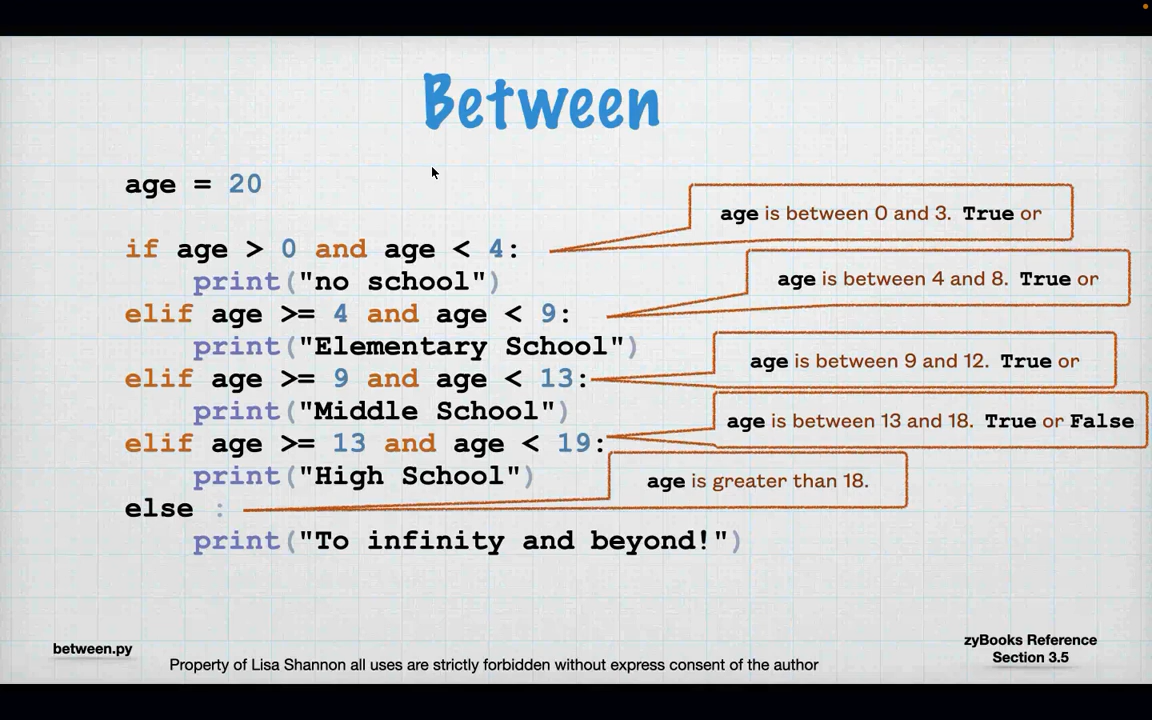 Between
age = 20
age is between 0 and 3. True or
if age > 0 and age < 4:
age is between 4 and 8. True or
    print("no school")
elif age >= 4 and age < 9:
    print("Elementary School")
age is between 9 and 12. True or
elif age >= 9 and age < 13:
    print("Middle School")
age is between 13 and 18. True or False
elif age >= 13 and age < 19:
    print("High School")
age is greater than 18.
else :
    print("To infinity and beyond!")
between.py
Property of Lisa Shannon all uses are strictly forbidden without express consent of the author
zyBooks Reference
Section 3.5